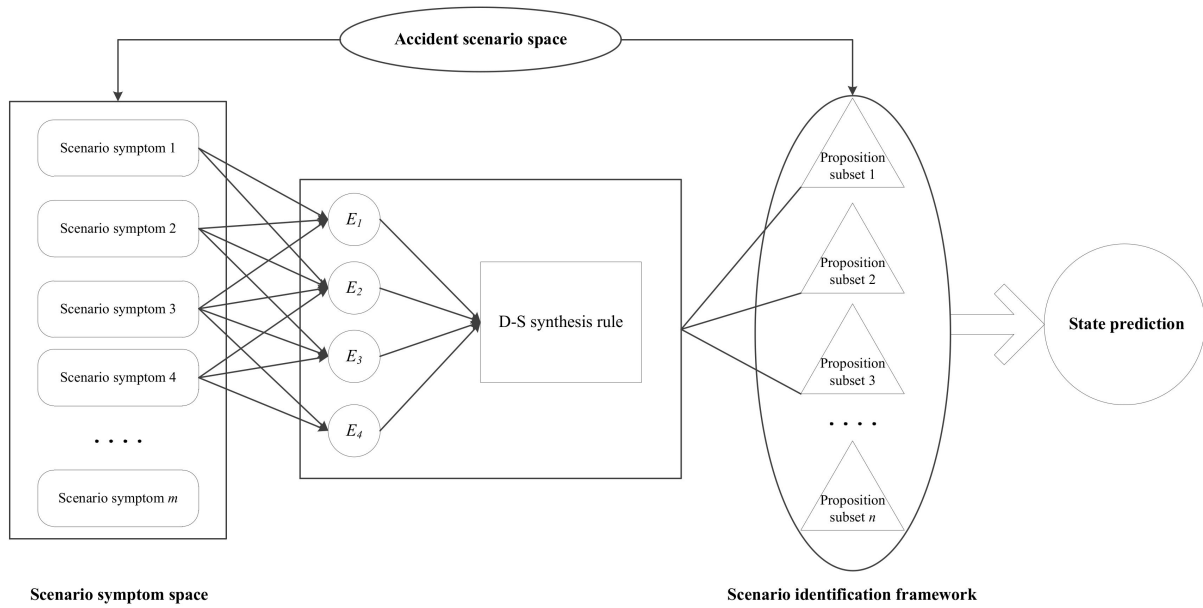 Accident scenario space
Scenario symptom 1
Scenario symptom 2
Scenario symptom 3
Scenario symptom 4
. . . .
Scenario symptom m
E1
E2
E3
E4
D-S synthesis rule
Proposition
subset 1
Proposition
subset 2
Proposition
subset 3
. . . .
Proposition
subset n
State prediction
Scenario symptom space
Scenario identification framework